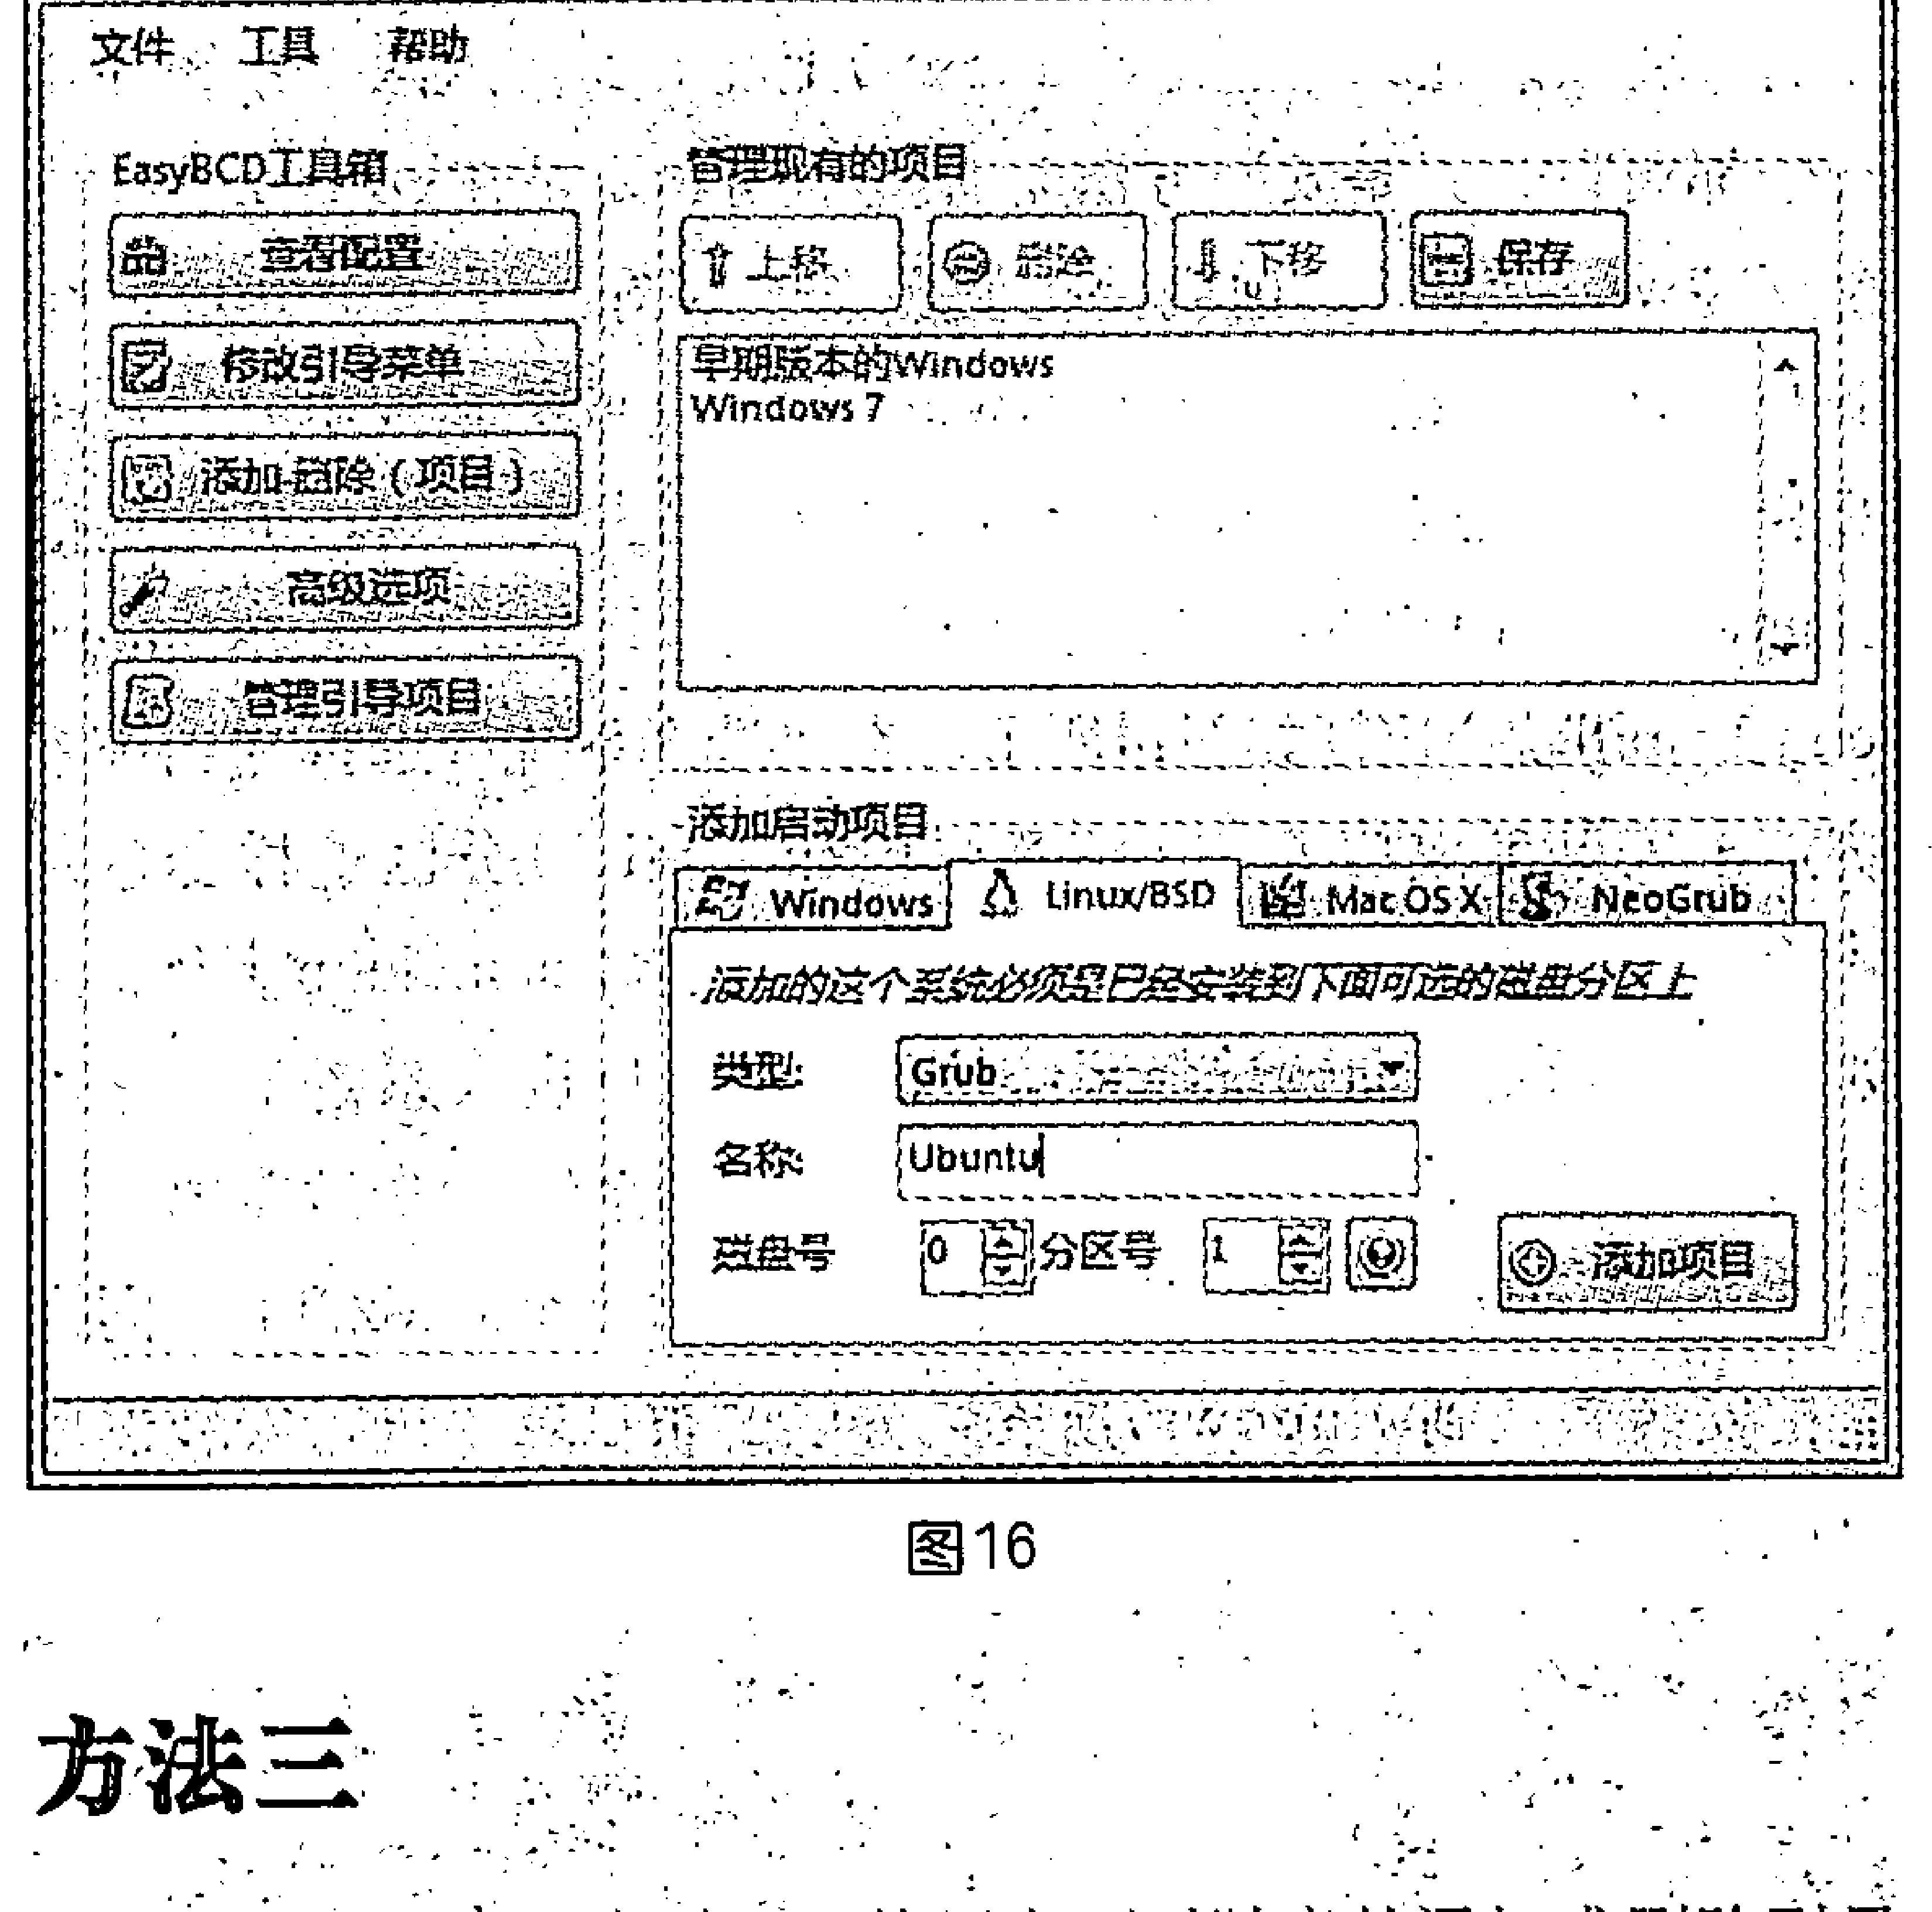 文件 工具 帮助
EasyBCD工具箱
查看配置
修改引导菜单
添加-删除（项目）
高级选项
管理引导项目
管理现有的项目
上移 删除 下移 保存
早期版本的Windows
Windows 7
添加启动项目
Windows Linux/BSD Mac OS X NeoGrub
添加的这个系统必须是已经安装到下面可选的磁盘分区上
类型: Grub
名称: Ubuntu
磁盘号 0 分区号 1 添加项目
图16
方法三